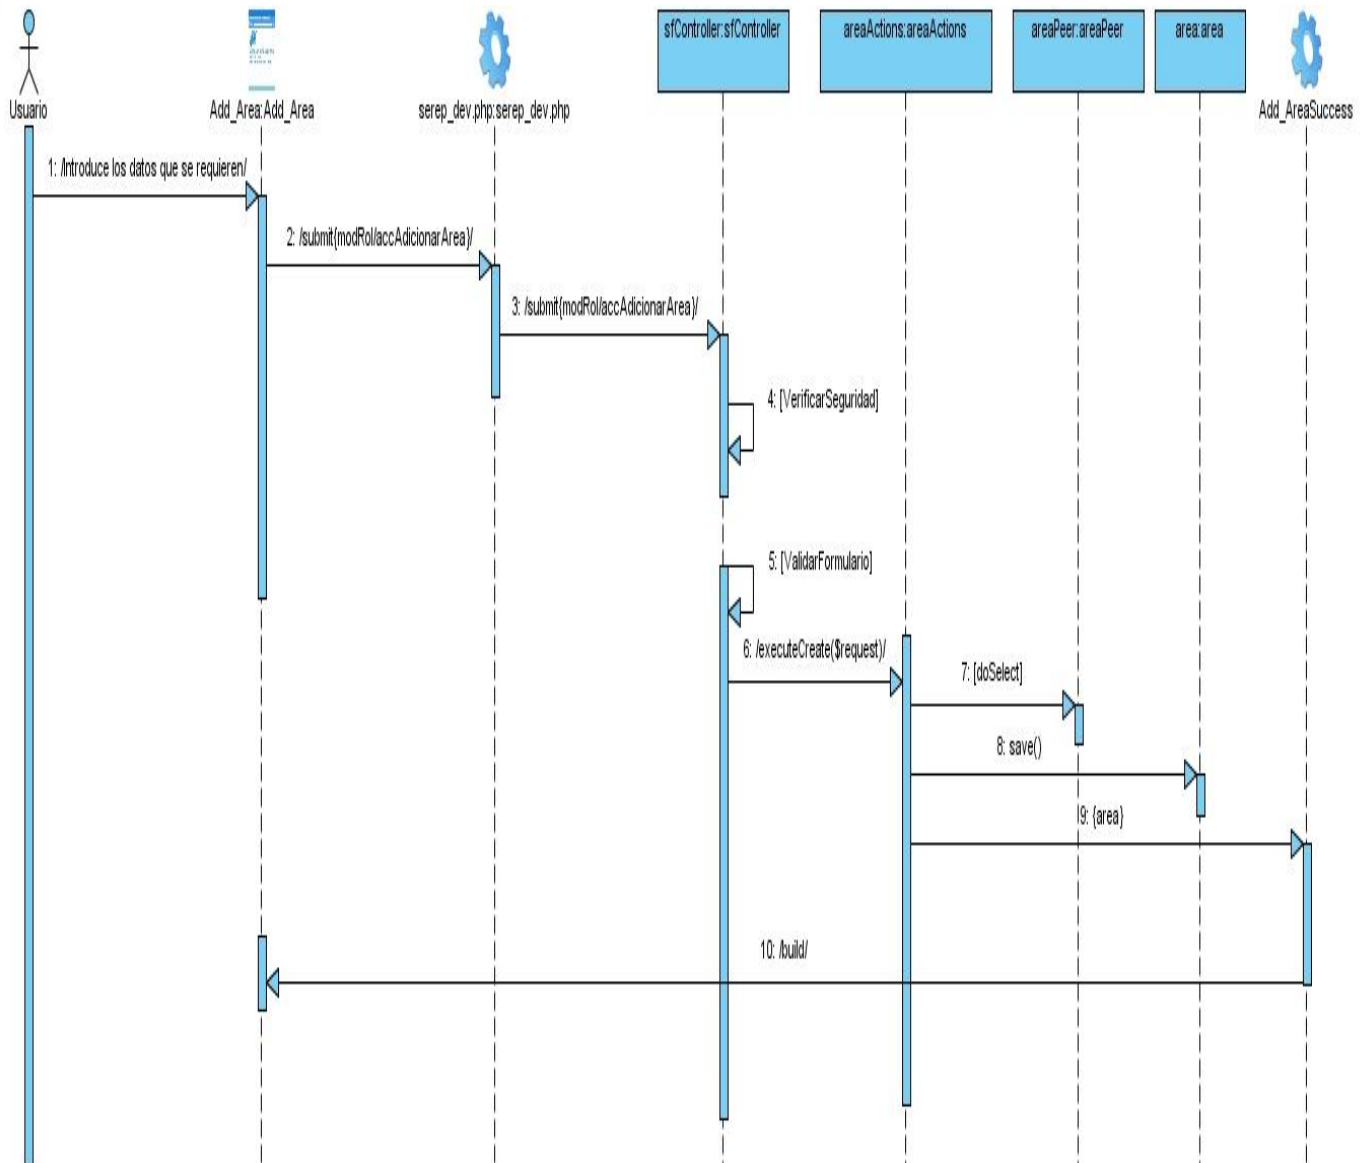 sfController:sfController
areaActions:areaActions
areaPeer:areaPeer
area:area
Usuario
Add_Area:Add_Area
serep_dev.php:serep_dev.php
Add_AreaSuccess
1: /Introduce los datos que se requieren/
2: /submit{modRol/accAdicionarArea}/
3: /submit{modRol/accAdicionarArea}/
4: [VerificarSeguridad]
5: [ValidarFormulario]
6: /executeCreate($request)/
7: [doSelect]
8: save()
9: {area}
10: /build/